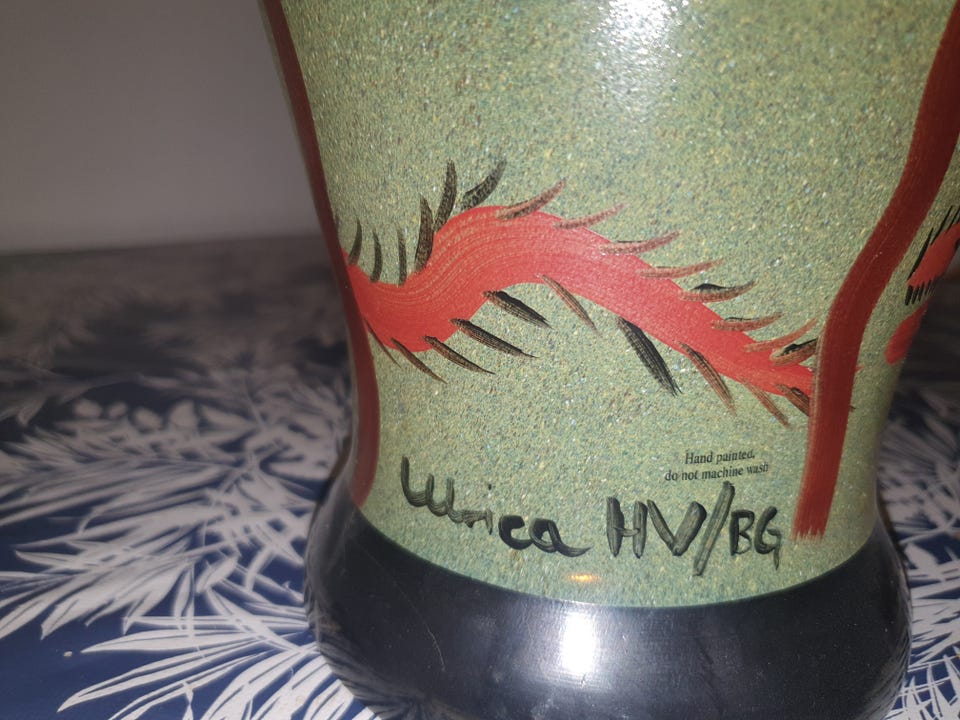 Hand painted,
do not machine wash
Ulrica HV/BG